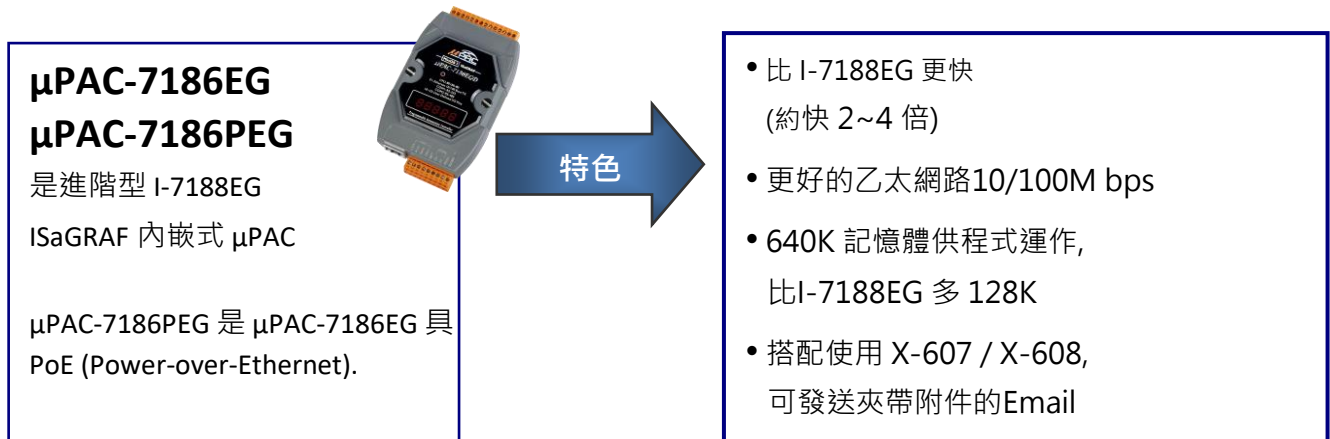 μPAC-7186EG
μPAC-7186PEG
是進階型 I-7188EG
ISaGRAF 內嵌式 μPAC
μPAC-7186PEG 是 μPAC-7186EG 具
PoE (Power-over-Ethernet).
特色
• 比 I-7188EG 更快
(約快 2~4 倍)
• 更好的乙太網路10/100M bps
• 640K 記憶體供程式運作,
比I-7188EG 多 128K
• 搭配使用 X-607 / X-608,
可發送夾帶附件的Email